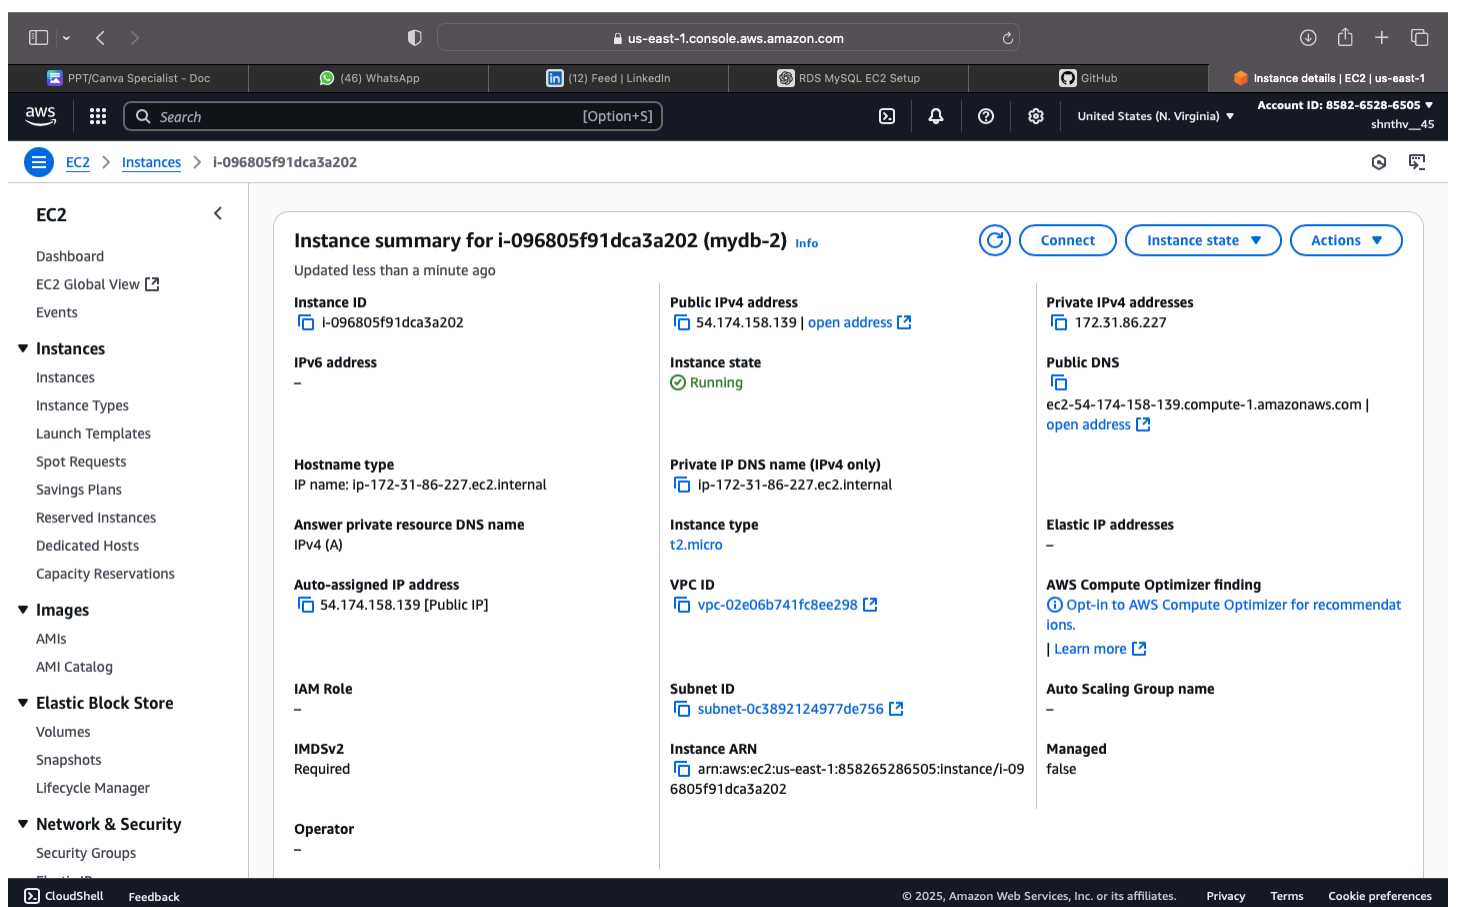 us-east-1.console.aws.amazon.com
PPT/Canva Specialist - Doc
(46) WhatsApp
in (12) Feed | LinkedIn
RDS MySQL EC2 Setup
GitHub
Instance details | EC2 | us-east-1
aws
Search [Option+S]
United States (N. Virginia)
Account ID: 8582-6528-6505
shnthv__45
EC2 > Instances > i-096805f91dca3a202
EC2
Dashboard
EC2 Global View
Events
Instances
Instances
Instance Types
Launch Templates
Spot Requests
Savings Plans
Reserved Instances
Dedicated Hosts
Capacity Reservations
Images
AMIs
AMI Catalog
Elastic Block Store
Volumes
Snapshots
Lifecycle Manager
Network & Security
Security Groups
Instance summary for i-096805f91dca3a202 (mydb-2) Info
Connect
Instance state
Actions
Updated less than a minute ago
Instance ID
i-096805f91dca3a202
Public IPv4 address
54.174.158.139 | open address
Private IPv4 addresses
172.31.86.227
IPv6 address
–
Instance state
Running
Public DNS
ec2-54-174-158-139.compute-1.amazonaws.com |
open address
Hostname type
IP name: ip-172-31-86-227.ec2.internal
Private IP DNS name (IPv4 only)
ip-172-31-86-227.ec2.internal
Answer private resource DNS name
IPv4 (A)
Instance type
t2.micro
Elastic IP addresses
–
Auto-assigned IP address
54.174.158.139 [Public IP]
VPC ID
vpc-02e06b741fc8ee298
AWS Compute Optimizer finding
Opt-in to AWS Compute Optimizer for recommendat
ions.
| Learn more
IAM Role
–
Subnet ID
subnet-0c3892124977de756
Auto Scaling Group name
–
IMDSv2
Required
Instance ARN
arn:aws:ec2:us-east-1:858265286505:instance/i-09
6805f91dca3a202
Managed
false
Operator
–
CloudShell
Feedback
© 2025, Amazon Web Services, Inc. or its affiliates.
Privacy
Terms
Cookie preferences